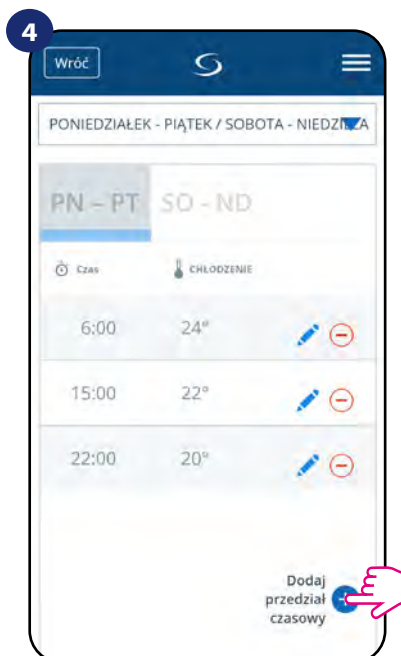 4
Wróć
PONIEDZIAŁEK - PIĄTEK / SOBOTA - NIEDZIELA
PN – PT SO - ND
Czas CHŁODZENIE
6:00 24°
15:00 22°
22:00 20°
Dodaj
przedział
czasowy